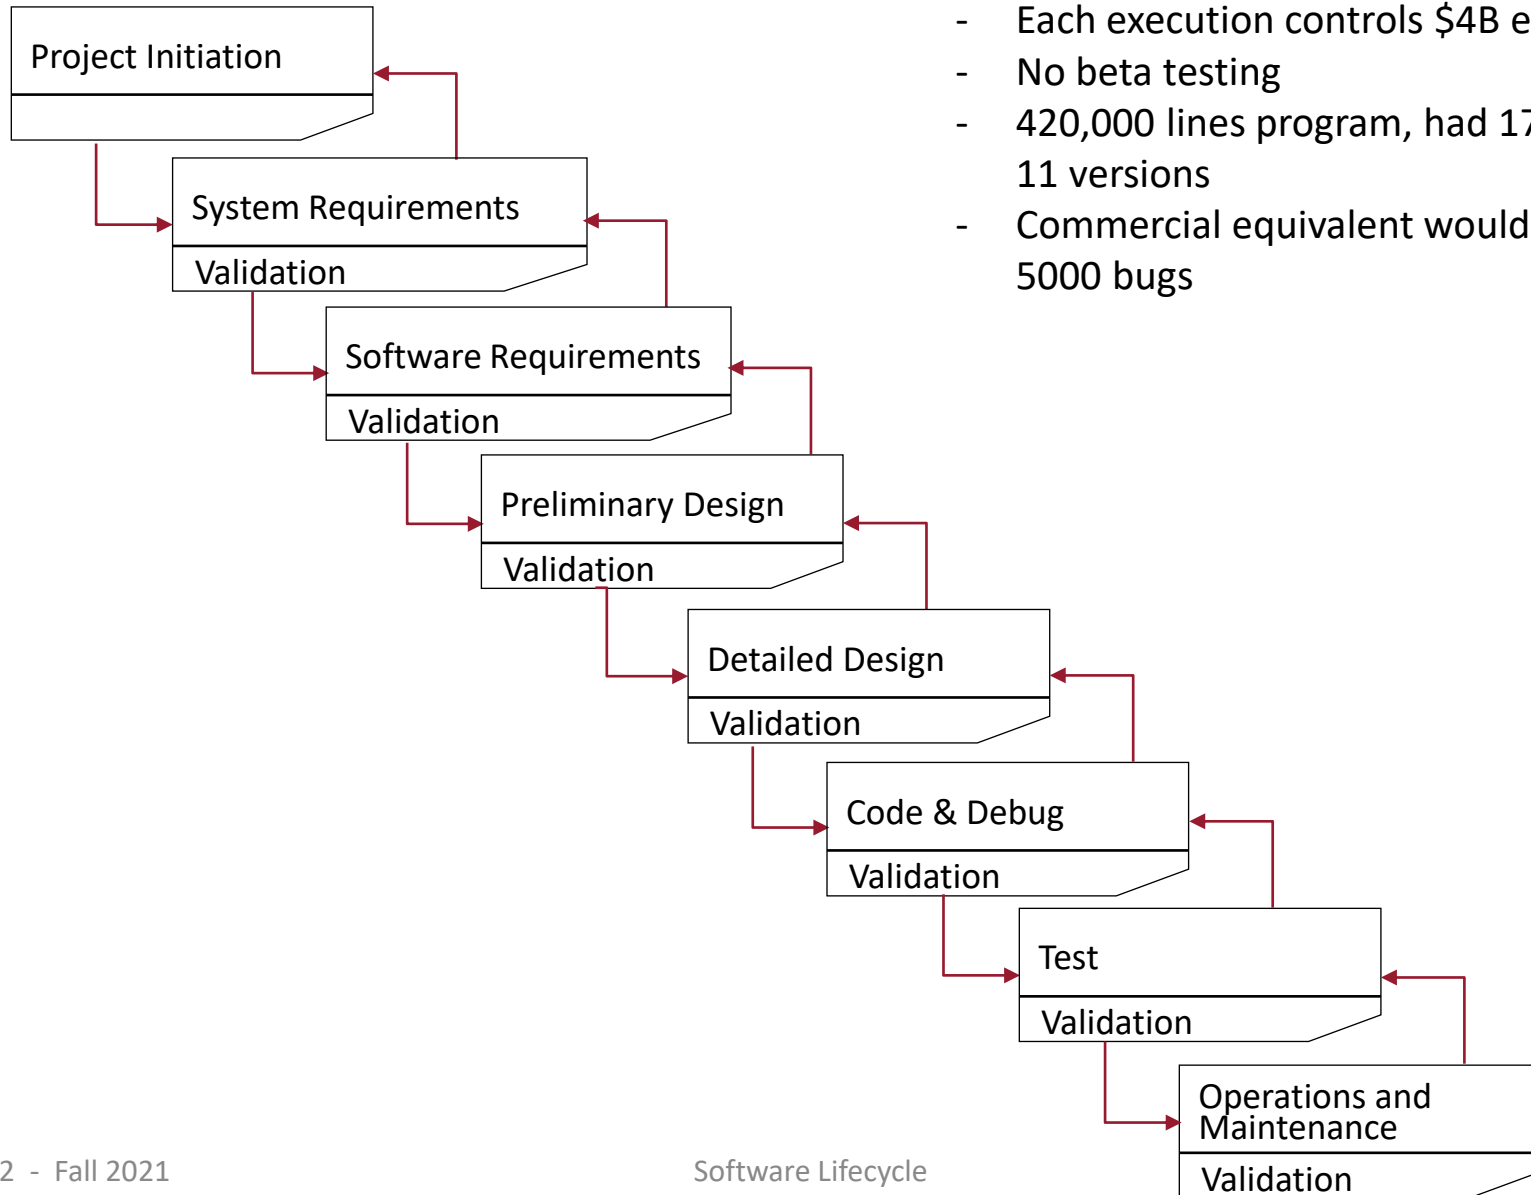 Project Initiation
- Each execution controls $4B
- No beta testing
- 420,000 lines program, had
11 versions
- Commercial equivalent would
5000 bugs
System Requirements
Validation
Software Requirements
Validation
Preliminary Design
Validation
Detailed Design
Validation
Code & Debug
Validation
Test
Validation
Operations and
Maintenance
Validation
2 - Fall 2021
Software Lifecycle